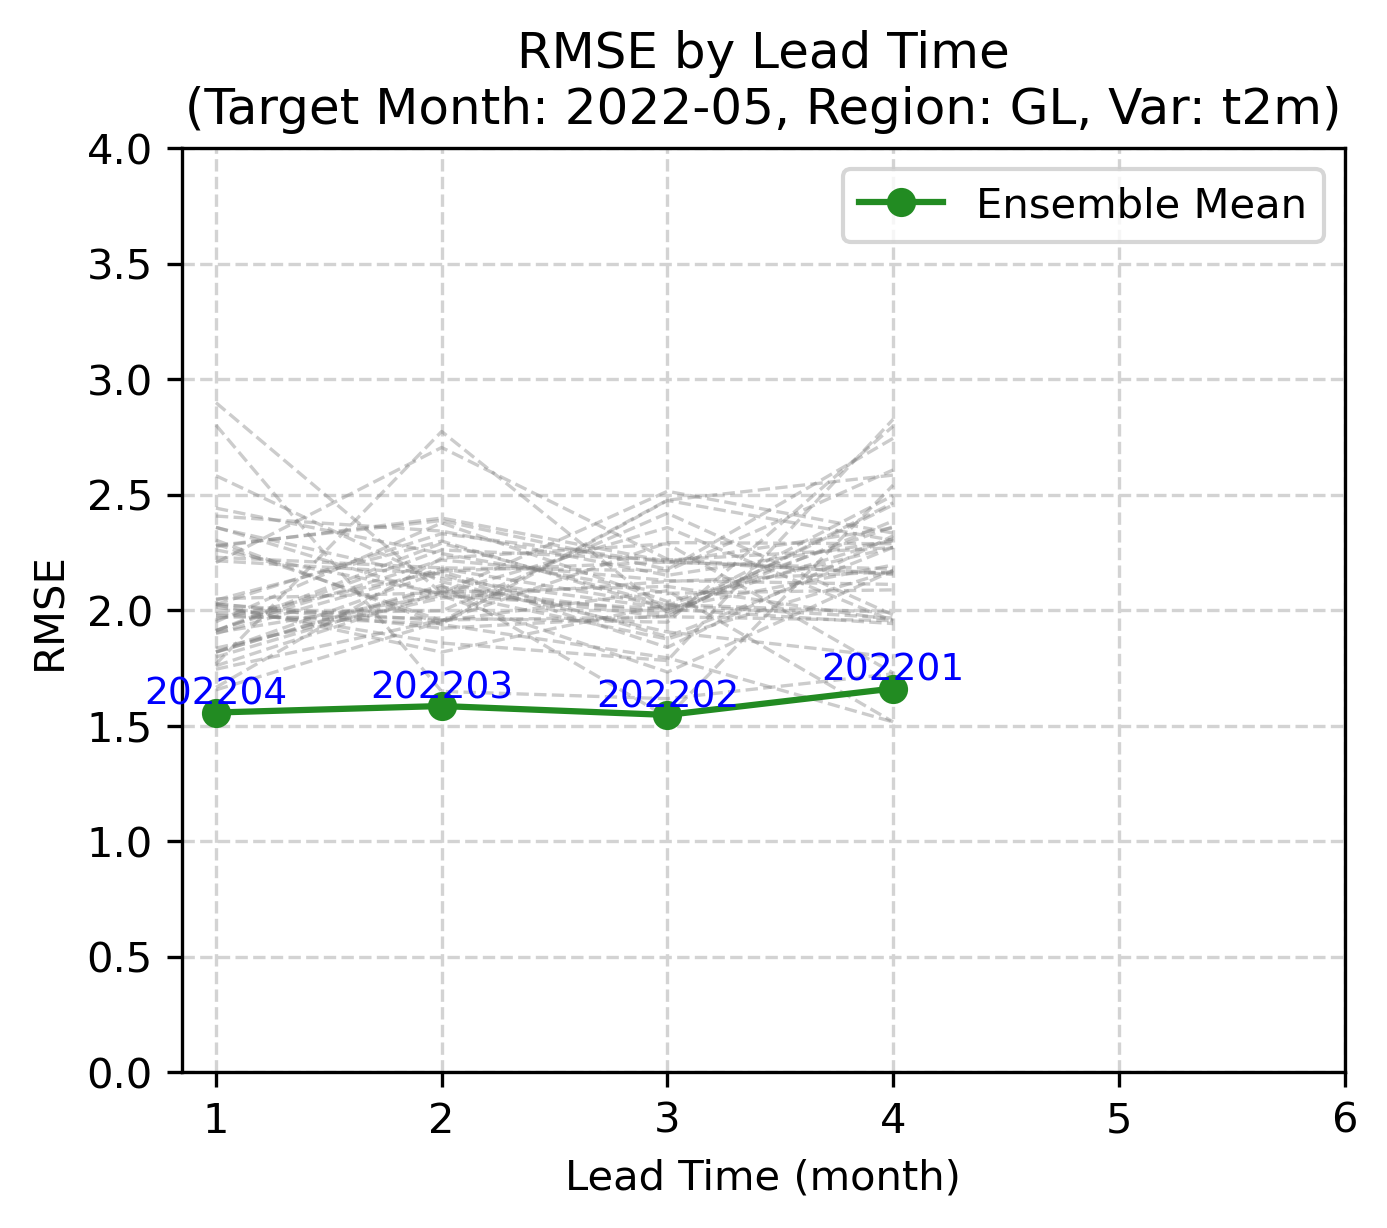 RMSE by Lead Time
(Target Month: 2022-05, Region: GL, Var: t2m)
Ensemble Mean
RMSE
4.0
3.5
3.0
2.5
2.0
1.5
1.0
0.5
0.0
202204
202203
202202
202201
1 2 3 4 5 6
Lead Time (month)